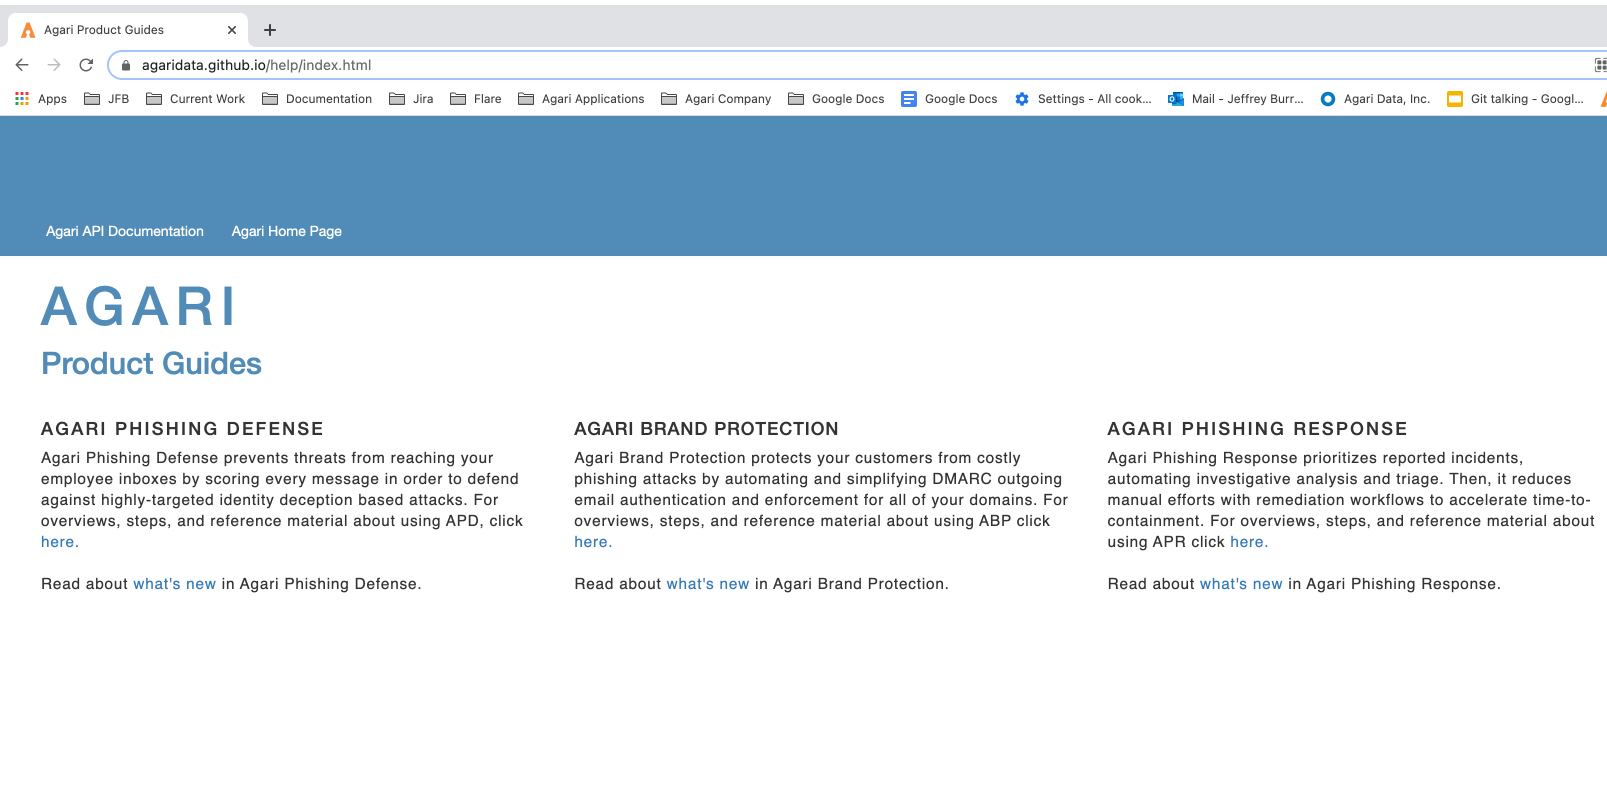 Agari Product Guides
agaridata.github.io/help/index.html
Apps JFB Current Work Documentation Jira Flare Agari Applications Agari Company Google Docs Google Docs Settings - All cook... Mail - Jeffrey Burr... Agari Data, Inc. Git talking - Googl...
Agari API Documentation Agari Home Page
AGARI
Product Guides
AGARI PHISHING DEFENSE
Agari Phishing Defense prevents threats from reaching your
employee inboxes by scoring every message in order to defend
against highly-targeted identity deception based attacks. For
overviews, steps, and reference material about using APD, click
here.
Read about what's new in Agari Phishing Defense.
AGARI BRAND PROTECTION
Agari Brand Protection protects your customers from costly
phishing attacks by automating and simplifying DMARC outgoing
email authentication and enforcement for all of your domains. For
overviews, steps, and reference material about using ABP click
here.
Read about what's new in Agari Brand Protection.
AGARI PHISHING RESPONSE
Agari Phishing Response prioritizes reported incidents,
automating investigative analysis and triage. Then, it reduces
manual efforts with remediation workflows to accelerate time-to-
containment. For overviews, steps, and reference material about
using APR click here.
Read about what's new in Agari Phishing Response.